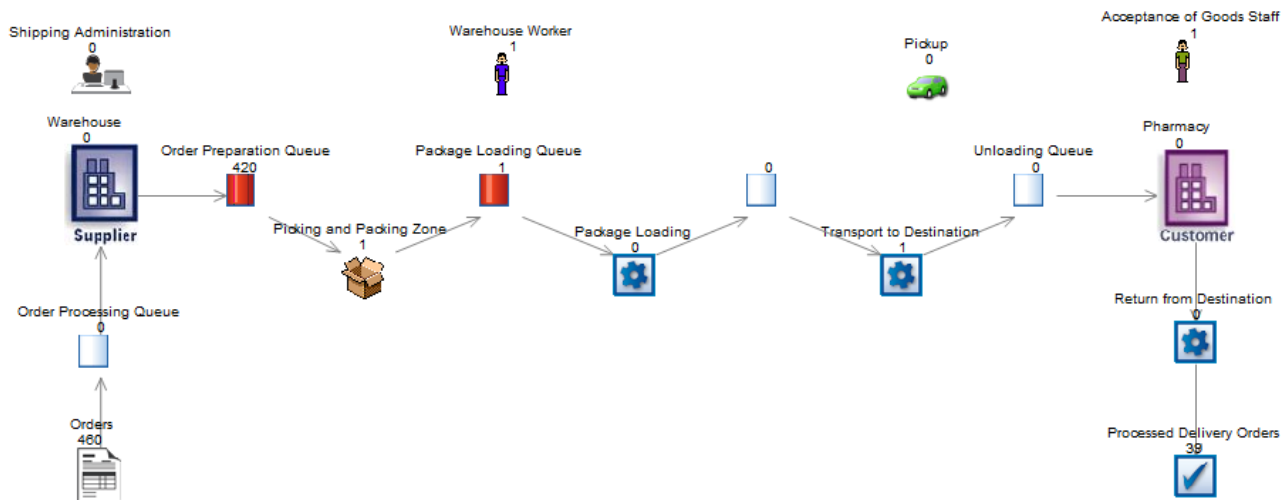 Shipping Administration
0
Warehouse Worker
1
Pickup
0
Acceptance of Goods Staff
1
Warehouse
0
Supplier
Order Preparation Queue
420
Package Loading Queue
1
0
Unloading Queue
0
Pharmacy
0
Customer
Picking and Packing Zone
1
Package Loading
0
Transport to Destination
1
Order Processing Queue
0
Return from Destination
0
Orders
460
Processed Delivery Orders
39